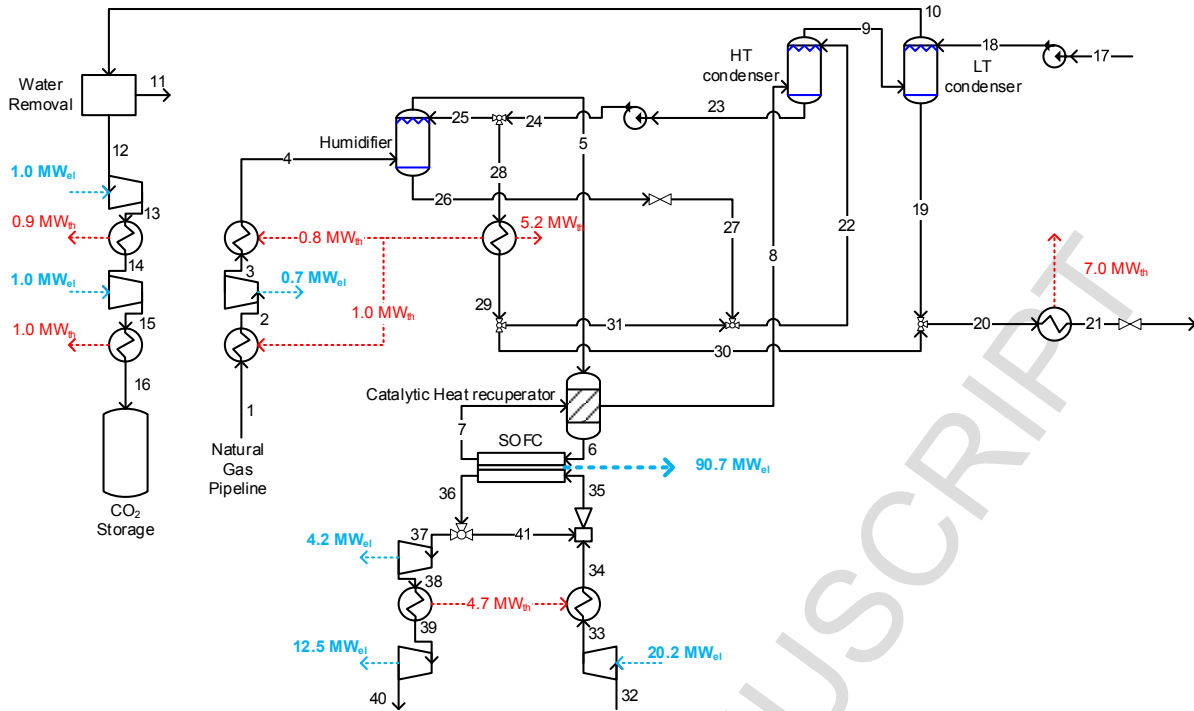 10
9
HT
condenser
18
17
LT
condenser
Water
Removal
11
23
24
25
5
Humidifier
12
4
28
1.0 MWel
26
13
27
22
19
0.9 MWth
0.8 MWth
5.2 MWth
7.0 MWth
8
14
3
1.0 MWel
0.7 MWel
29
1.0 MWth
15
2
31
20
21
1.0 MWth
30
16
Catalytic Heat recuperator
1
7
SOFC
6
Natural
Gas
Pipeline
90.7 MWel
36
35
CO2
Storage
37
41
4.2 MWel
34
38
4.7 MWth
39
33
12.5 MWel
20.2 MWel
40
32
USCRIPT